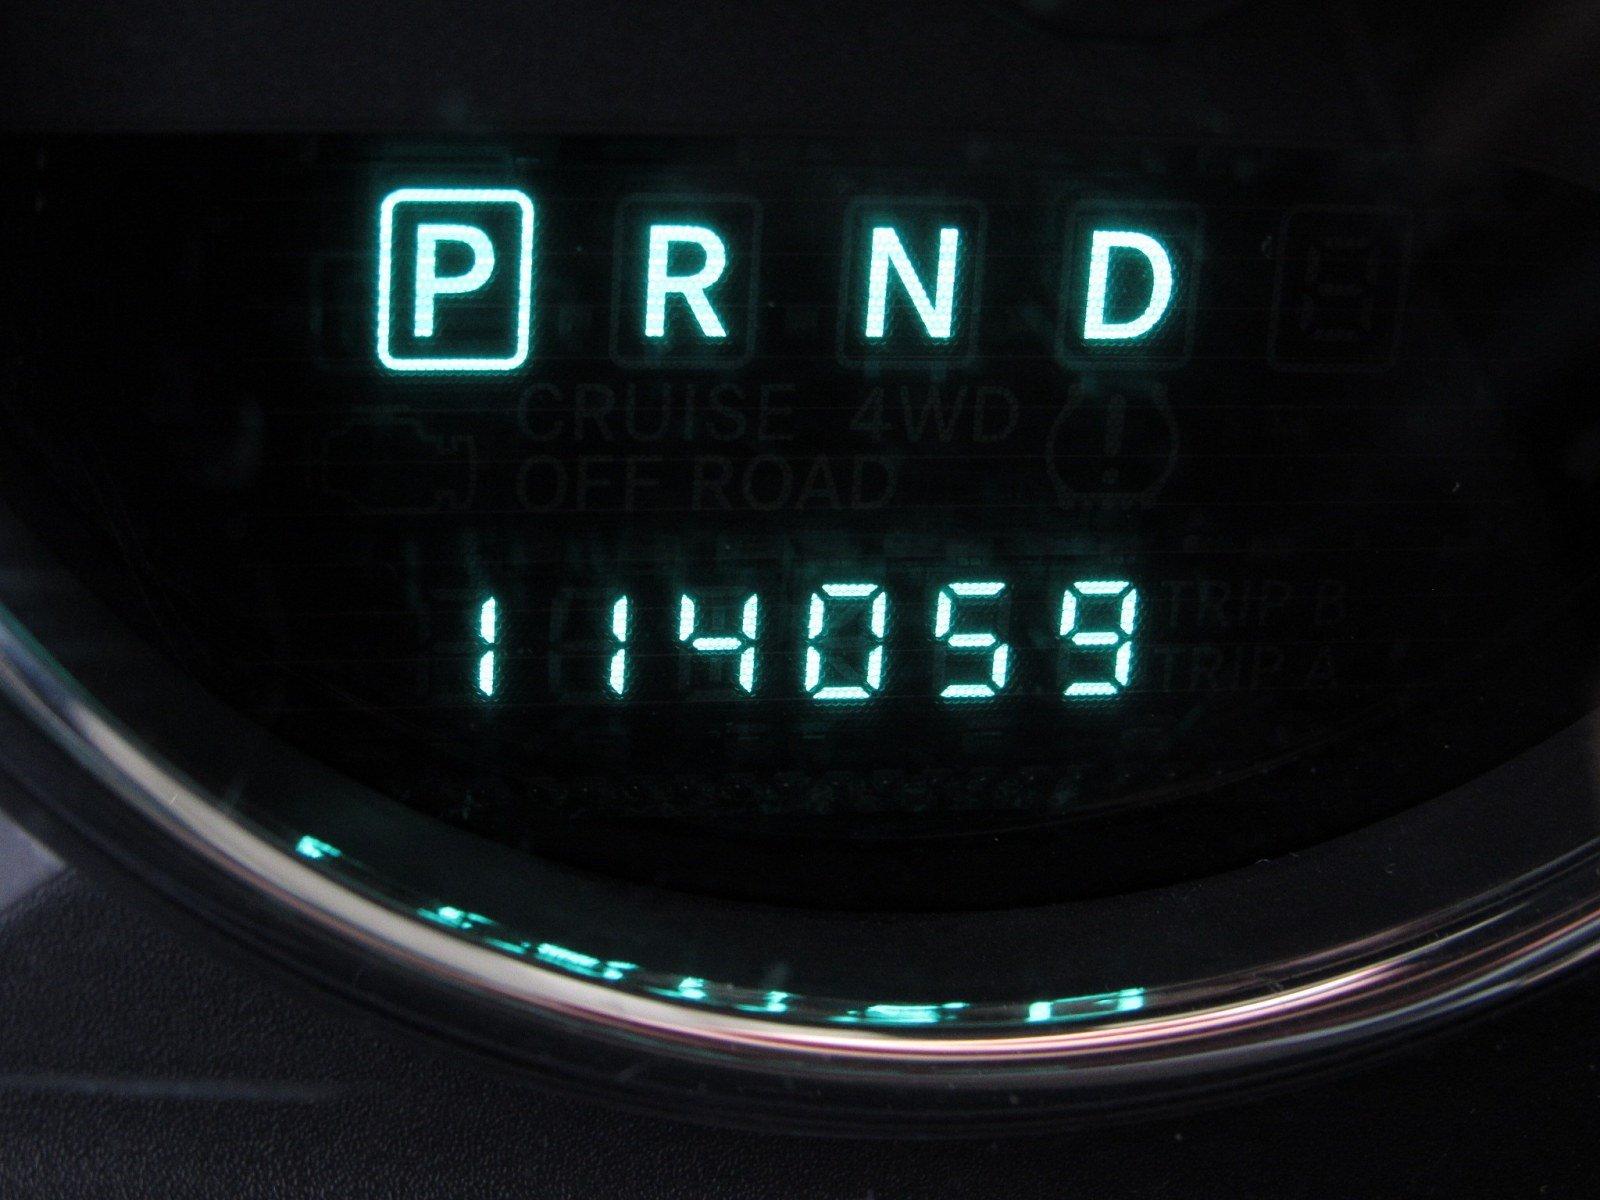 P R N D
CRUISE 4WD
OFF ROAD
TRIP B
114059
TRIP A